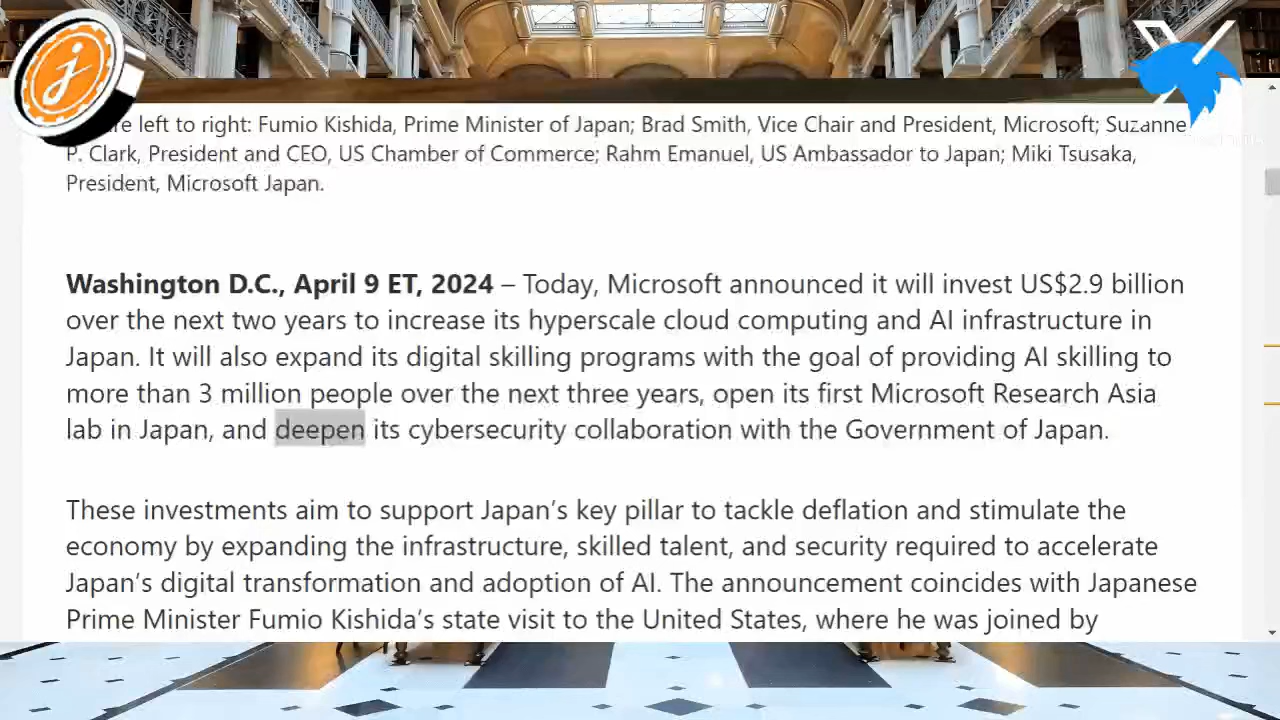 left to right: Fumio Kishida, Prime Minister of Japan; Brad Smith, Vice Chair and President, Microsoft; Suzanne
P. Clark, President and CEO, US Chamber of Commerce; Rahm Emanuel, US Ambassador to Japan; Miki Tsusaka,
President, Microsoft Japan.
Washington D.C., April 9 ET, 2024 – Today, Microsoft announced it will invest US$2.9 billion
over the next two years to increase its hyperscale cloud computing and AI infrastructure in
Japan. It will also expand its digital skilling programs with the goal of providing AI skilling to
more than 3 million people over the next three years, open its first Microsoft Research Asia
lab in Japan, and deepen its cybersecurity collaboration with the Government of Japan.
These investments aim to support Japan’s key pillar to tackle deflation and stimulate the
economy by expanding the infrastructure, skilled talent, and security required to accelerate
Japan’s digital transformation and adoption of AI. The announcement coincides with Japanese
Prime Minister Fumio Kishida’s state visit to the United States, where he was joined by